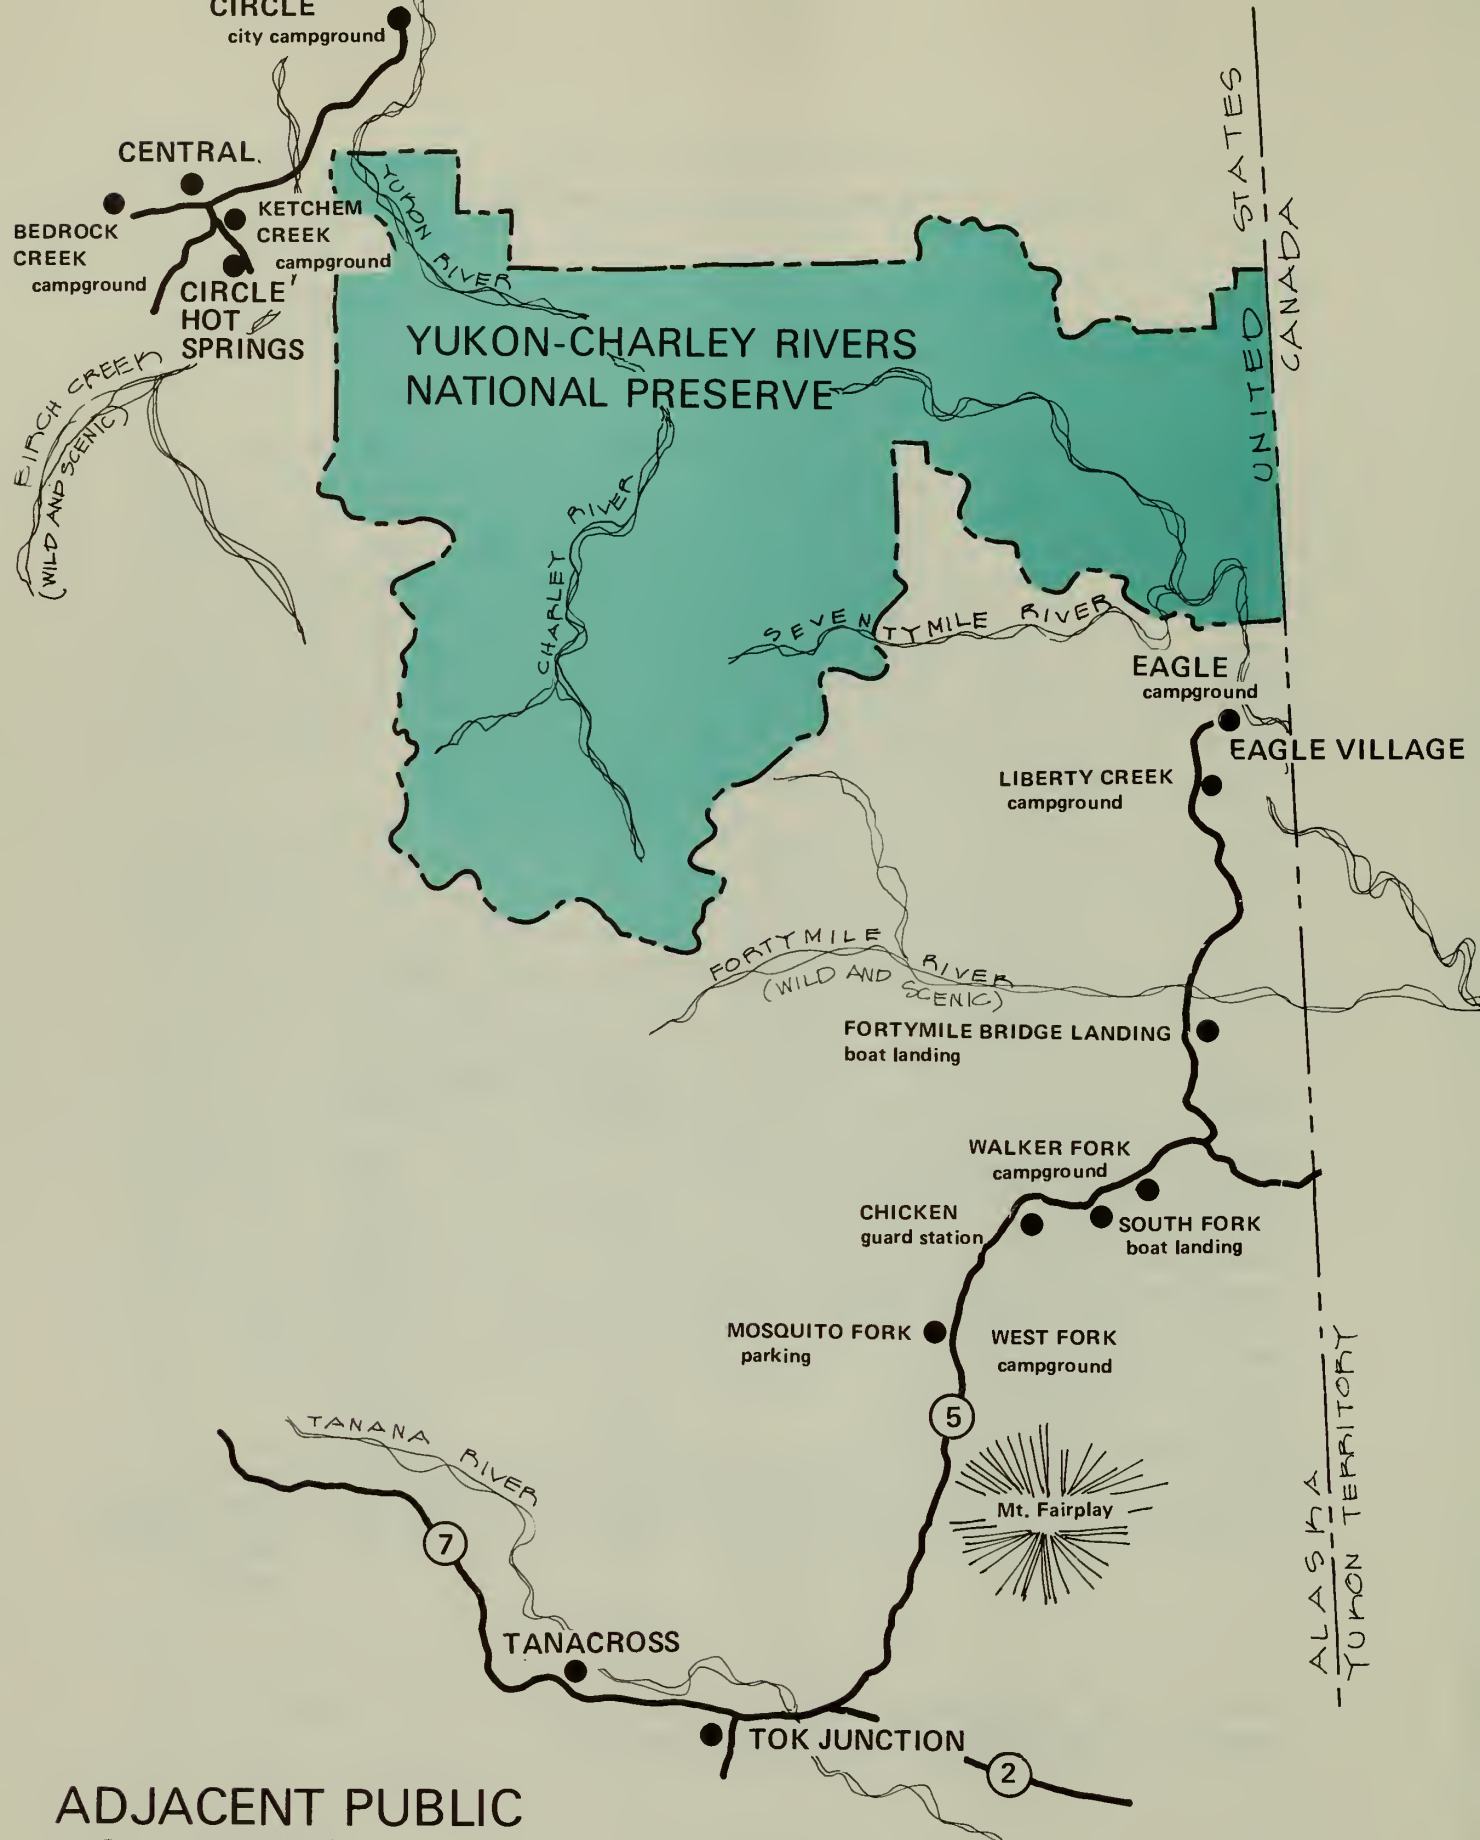 CIRCLE
city campground
CENTRAL.
BEDROCK
CREEK
campground
KETCHEM
CREEK
campground
CIRCLE
HOT
SPRINGS
BIRCH CREEK
(WILD AND SCENIC)
YUKON
RIVER
YUKON-CHARLEY RIVERS
NATIONAL PRESERVE
CHARLEY
RIVER
SEVENTYMILE RIVER
UNITED STATES
CANADA
EAGLE
campground
EAGLE VILLAGE
LIBERTY CREEK
campground
FORTYMILE RIVER
(WILD AND SCENIC)
FORTYMILE BRIDGE LANDING
boat landing
WALKER FORK
campground
CHICKEN
guard station
SOUTH FORK
boat landing
MOSQUITO FORK
parking
WEST FORK
campground
5
Mt. Fairplay
TANANA RIVER
7
TANACROSS
TOK JUNCTION
2
ALASKA
YUKON TERRITORY
ADJACENT PUBLIC